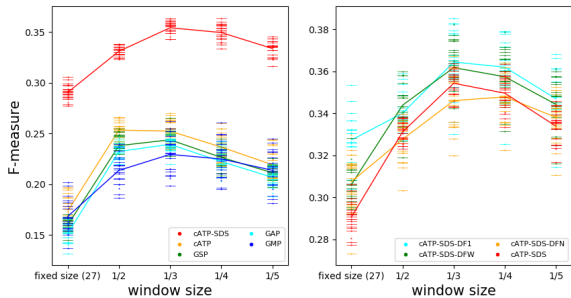 F-measure
0.35
0.30
0.25
0.20
0.15
cATP-SDS
cATP
GSP
GAP
GMP
fixed size (27) 1/2 1/3 1/4 1/5
window size
0.38
0.36
0.34
0.32
0.30
0.28
cATP-SDS-DF1
cATP-SDS-DFW
cATP-SDS-DFN
cATP-SDS
fixed size (27) 1/2 1/3 1/4 1/5
window size